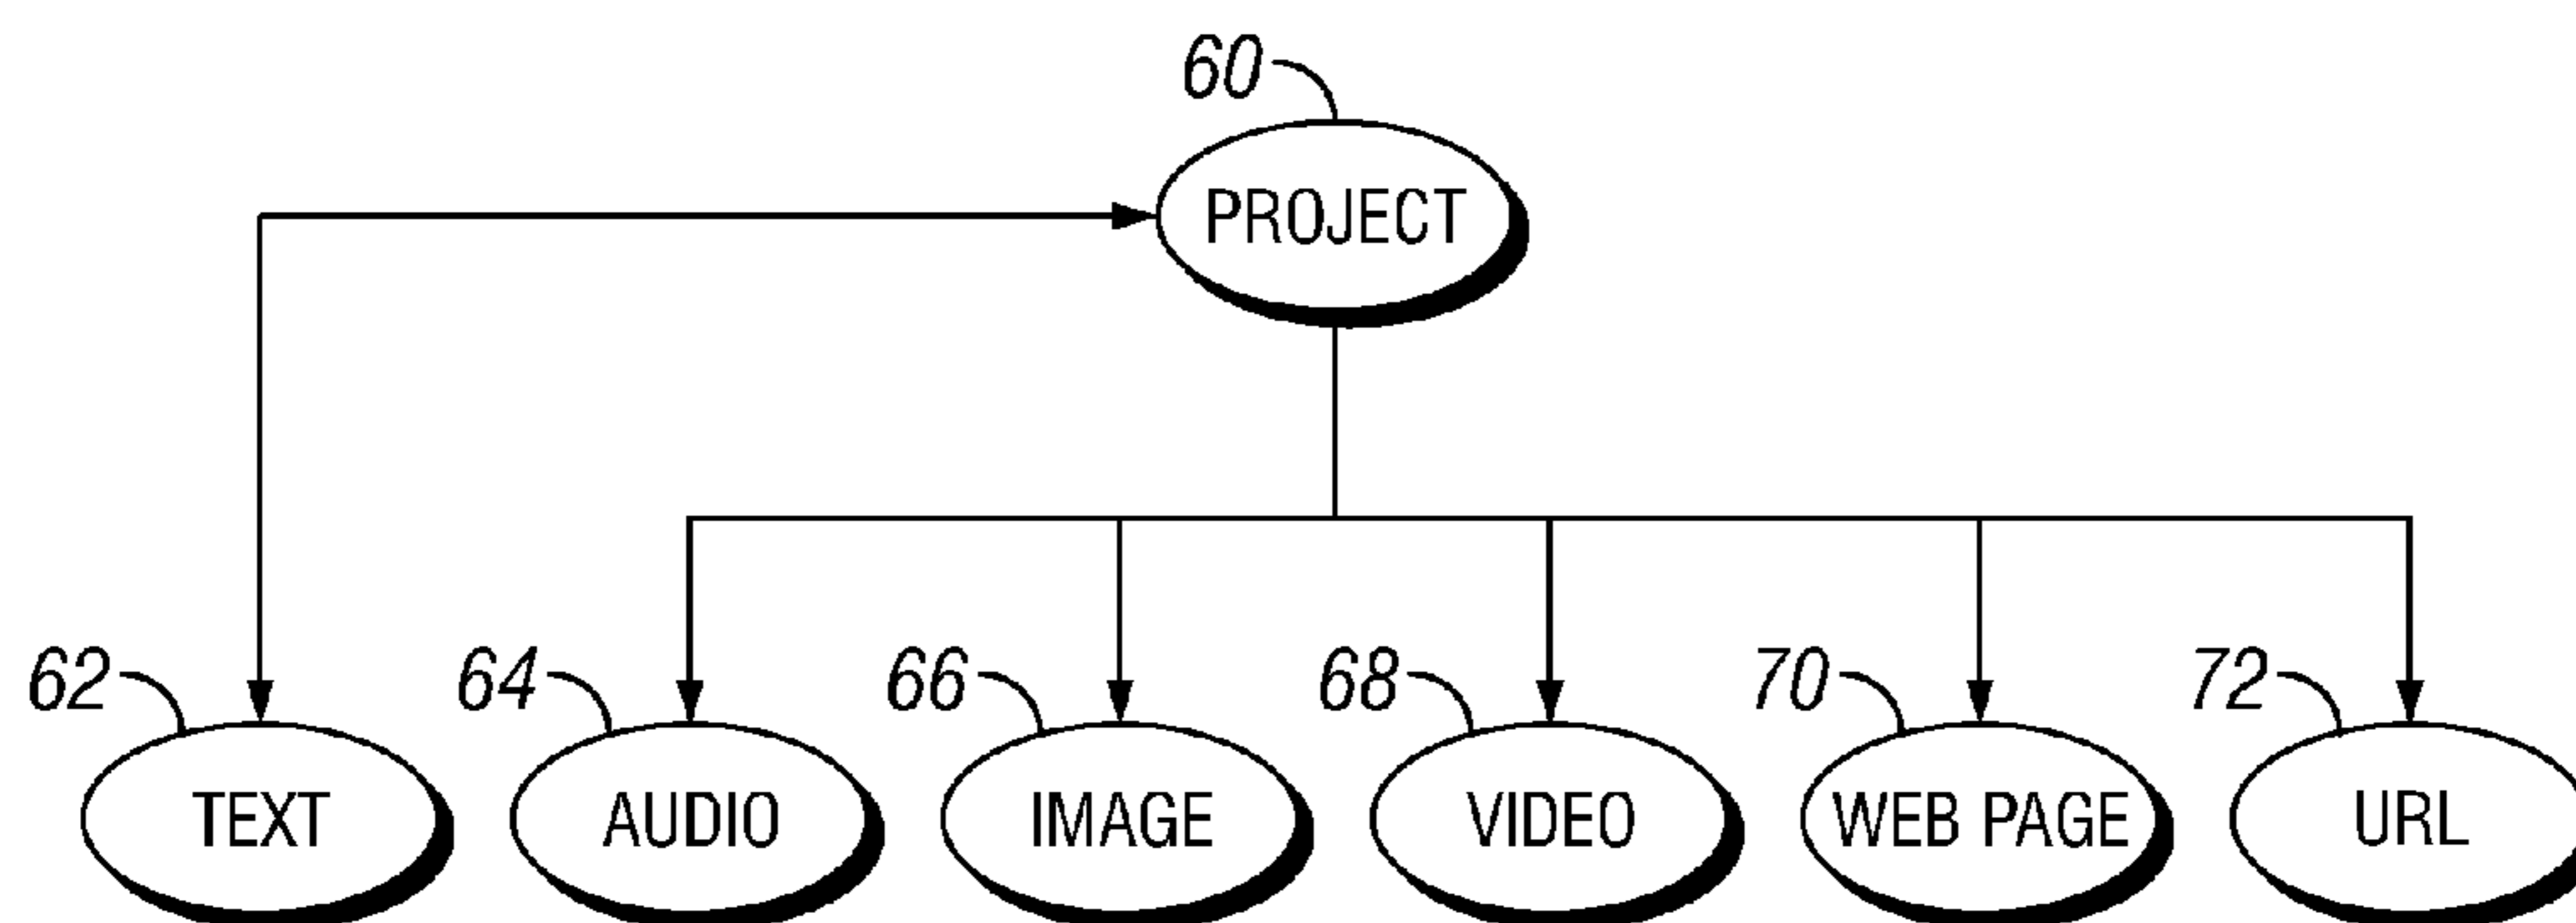 60
PROJECT
62 64 66 68 70 72
TEXT AUDIO IMAGE VIDEO WEB PAGE URL